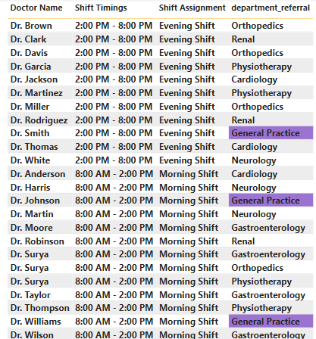 Doctor Name Shift Timings Shift Assignment department_referral
Dr. Brown 2:00 PM - 8:00 PM Evening Shift Orthopedics
Dr. Clark 2:00 PM - 8:00 PM Evening Shift Renal
Dr. Davis 2:00 PM - 8:00 PM Evening Shift Orthopedics
Dr. Garcia 2:00 PM - 8:00 PM Evening Shift Physiotherapy
Dr. Jackson 2:00 PM - 8:00 PM Evening Shift Cardiology
Dr. Martinez 2:00 PM - 8:00 PM Evening Shift Physiotherapy
Dr. Miller 2:00 PM - 8:00 PM Evening Shift Orthopedics
Dr. Rodriguez 2:00 PM - 8:00 PM Evening Shift Renal
Dr. Smith 2:00 PM - 8:00 PM Evening Shift General Practice
Dr. Thomas 2:00 PM - 8:00 PM Evening Shift Cardiology
Dr. White 2:00 PM - 8:00 PM Evening Shift Neurology
Dr. Anderson 8:00 AM - 2:00 PM Morning Shift Cardiology
Dr. Harris 8:00 AM - 2:00 PM Morning Shift Neurology
Dr. Johnson 8:00 AM - 2:00 PM Morning Shift General Practice
Dr. Martin 8:00 AM - 2:00 PM Morning Shift Neurology
Dr. Moore 8:00 AM - 2:00 PM Morning Shift Gastroenterology
Dr. Robinson 8:00 AM - 2:00 PM Morning Shift Renal
Dr. Surya 8:00 AM - 2:00 PM Morning Shift Gastroenterology
Dr. Surya 8:00 AM - 2:00 PM Morning Shift Orthopedics
Dr. Surya 8:00 AM - 2:00 PM Morning Shift Physiotherapy
Dr. Taylor 8:00 AM - 2:00 PM Morning Shift Gastroenterology
Dr. Thompson 8:00 AM - 2:00 PM Morning Shift Physiotherapy
Dr. Williams 8:00 AM - 2:00 PM Morning Shift General Practice
Dr. Wilson 8:00 AM - 2:00 PM Morning Shift Gastroenterology